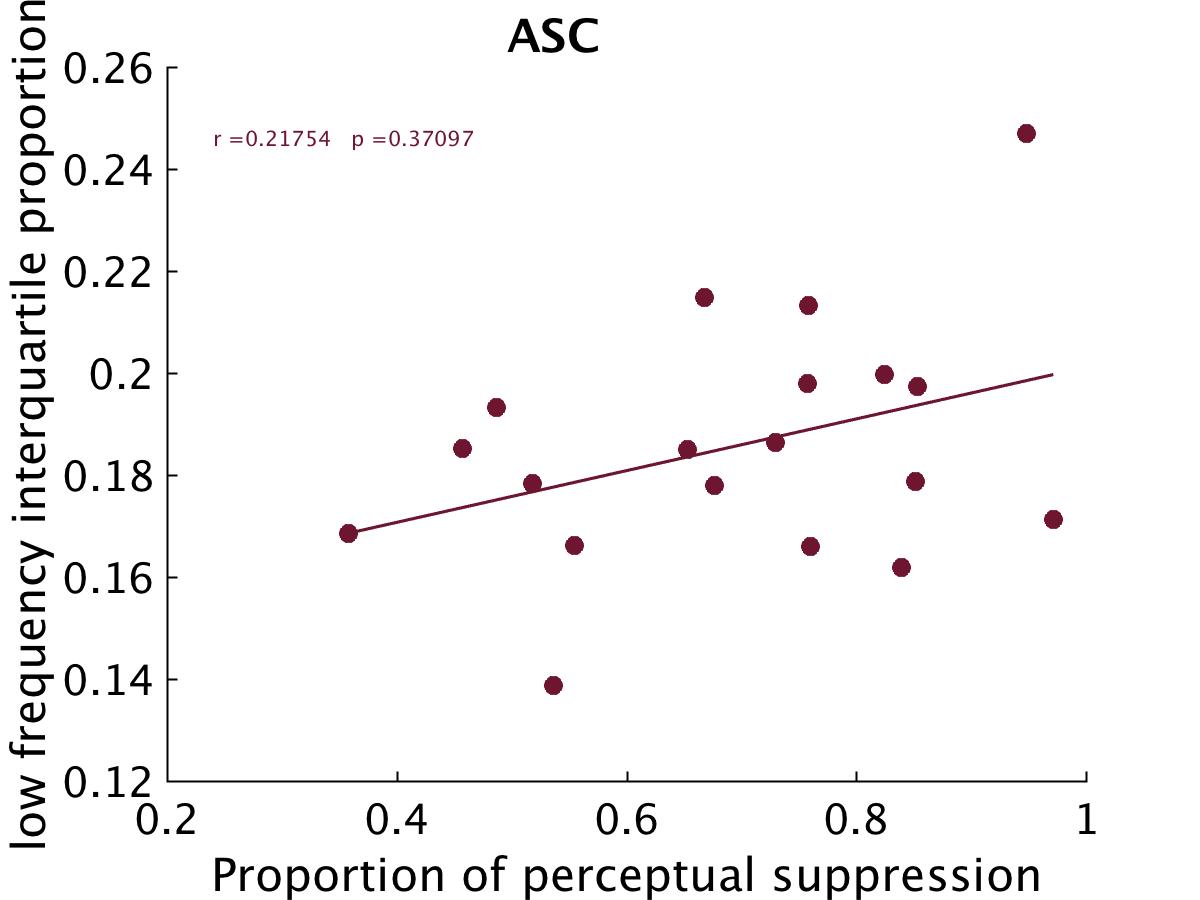 ASC
r =0.21754 p =0.37097
low frequency interquartile proportion
0.26
0.24
0.22
0.2
0.18
0.16
0.14
0.12
0.2 0.4 0.6 0.8 1
Proportion of perceptual suppression